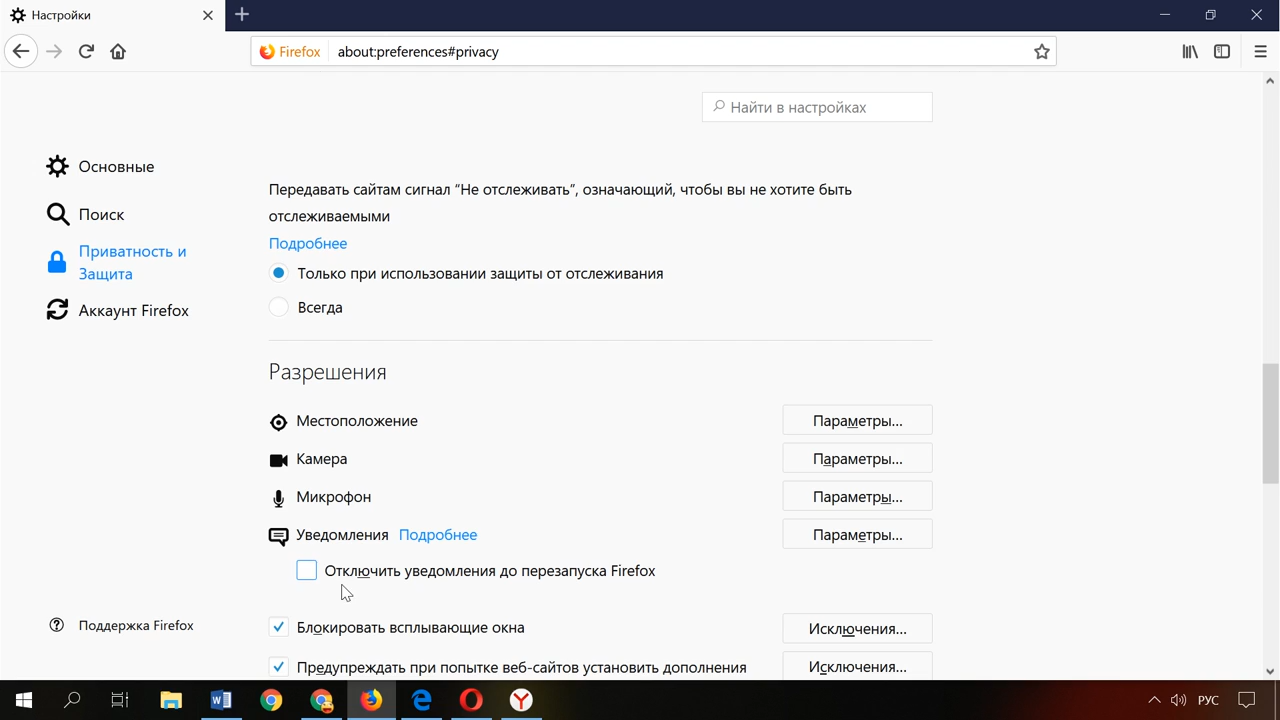 Настройки
Firefox about:preferences#privacy
Найти в настройках
Основные
Поиск
Приватность и
Защита
Аккаунт Firefox
Поддержка Firefox
Передавать сайтам сигнал “Не отслеживать”, означающий, чтобы вы не хотите быть
отслеживаемыми
Подробнее
Только при использовании защиты от отслеживания
Всегда
Разрешения
Местоположение Параметры...
Камера Параметры...
Микрофон Параметры...
Уведомления Подробнее Параметры...
Отключить уведомления до перезапуска Firefox
Блокировать всплывающие окна Исключения...
Предупреждать при попытке веб-сайтов установить дополнения Исключения...
РУС